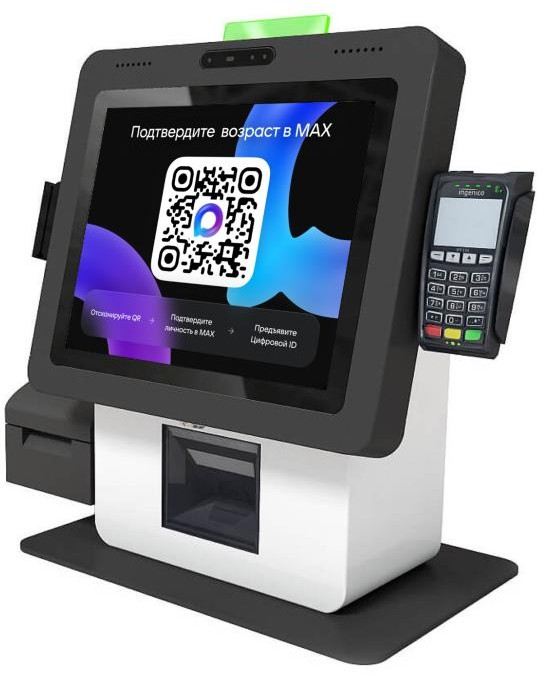 Подтвердите возраст в MAX
Отсканируйте QR → Подтвердите личность в MAX → Предъявите Цифровой ID
ingenico